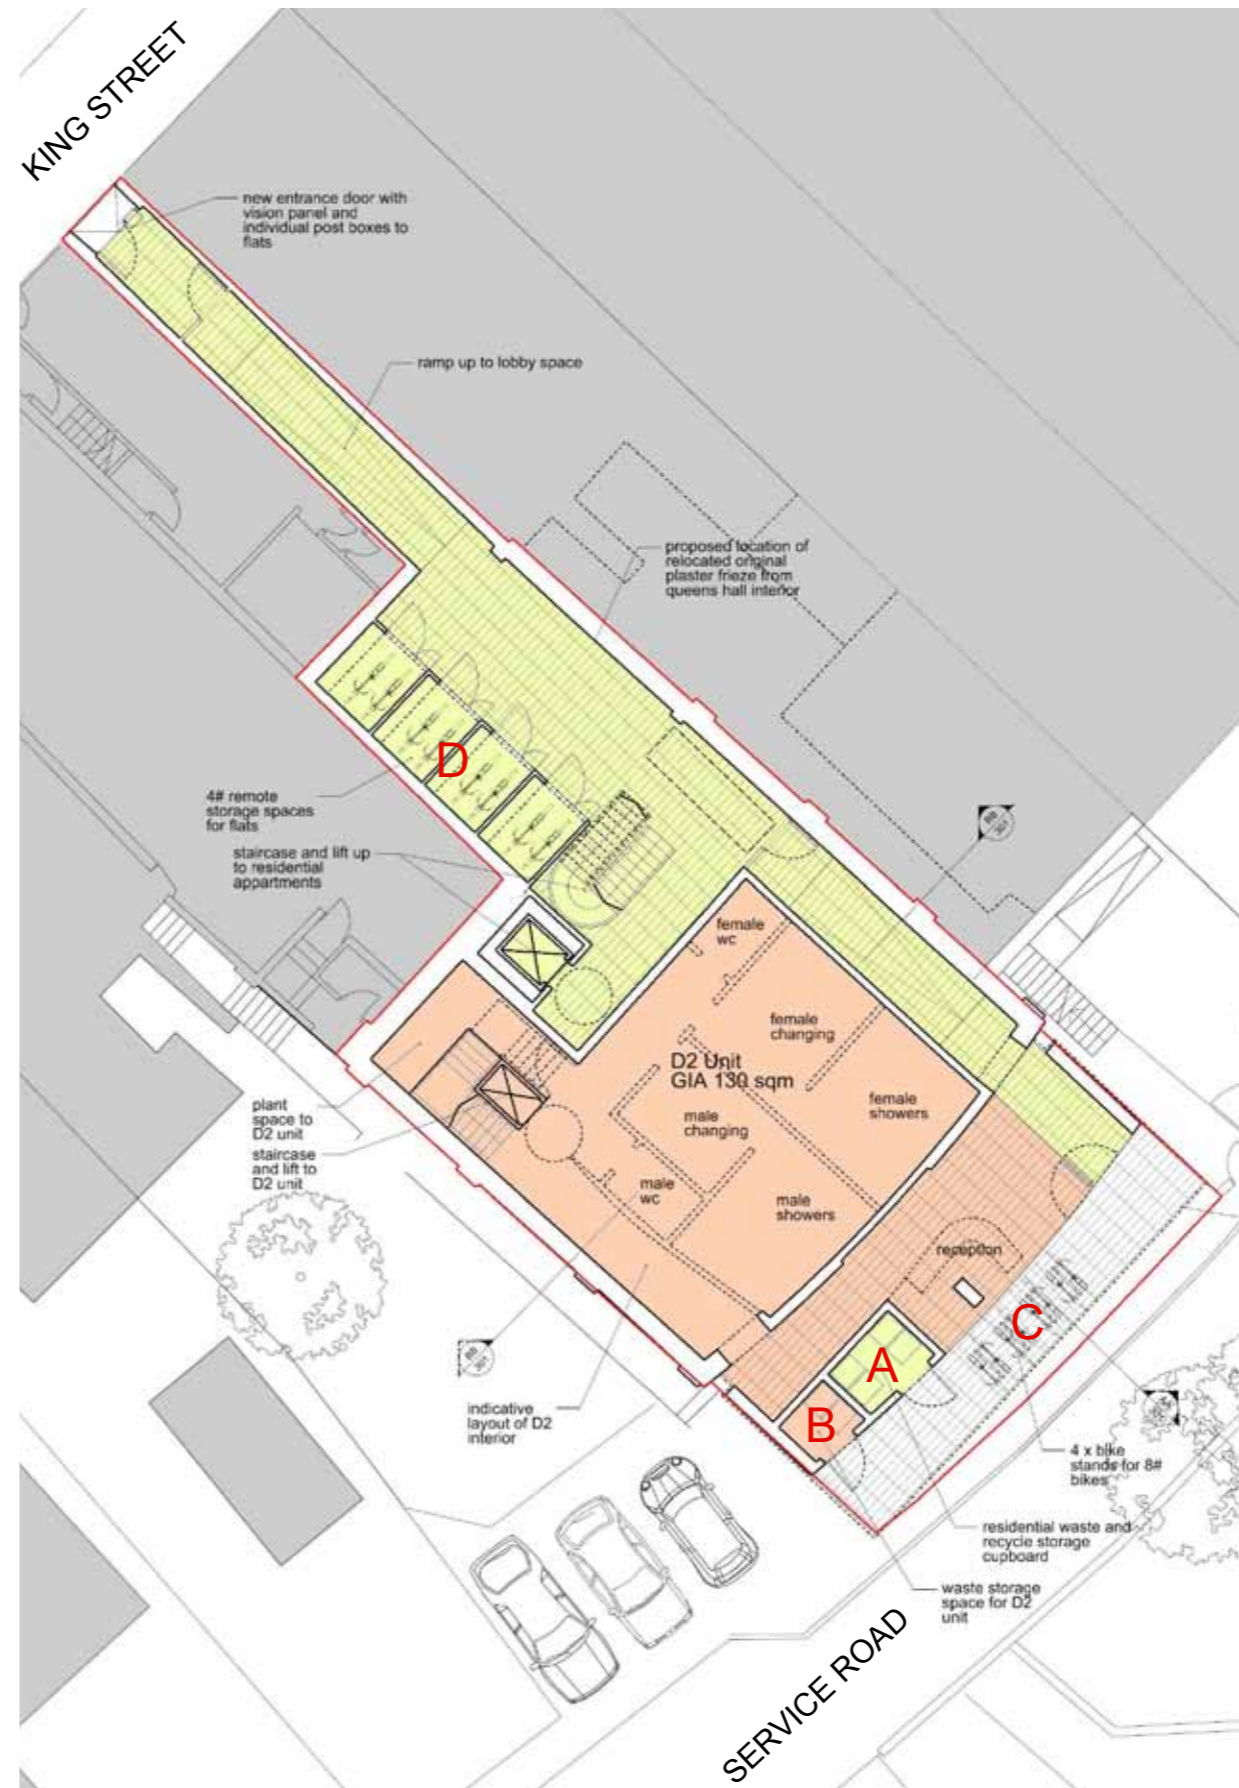 KING STREET
new entrance door with
vision panel and
individual post boxes to
flats
ramp up to lobby space
proposed location of
relocated original
plaster frieze from
queens hall interior
D
4# remote
storage spaces
for flats
staircase and lift up
to residential
appartments
female
wc
female
changing
D2 Unit
GIA 130 sqm
female
showers
male
changing
plant
space to
D2 unit
staircase
and lift to
D2 unit
male
wc
male
showers
reception
C
A
B
indicative
layout of D2
interior
4 x bike
stands for 8#
bikes
residential waste and
recycle storage
cupboard
waste storage
space for D2
unit
SERVICE ROAD